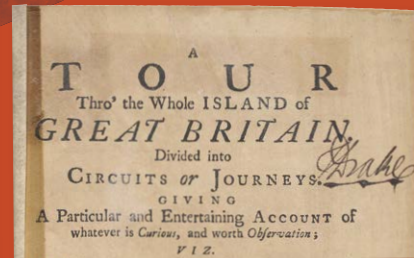 A
TOUR
Thro' the Whole ISLAND of
GREAT BRITAIN.
Divided into
CIRCUITS or JOURNEYS.
GIVING
A Particular and Entertaining ACCOUNT of
whatever is Curious, and worth Observation;
VIZ.